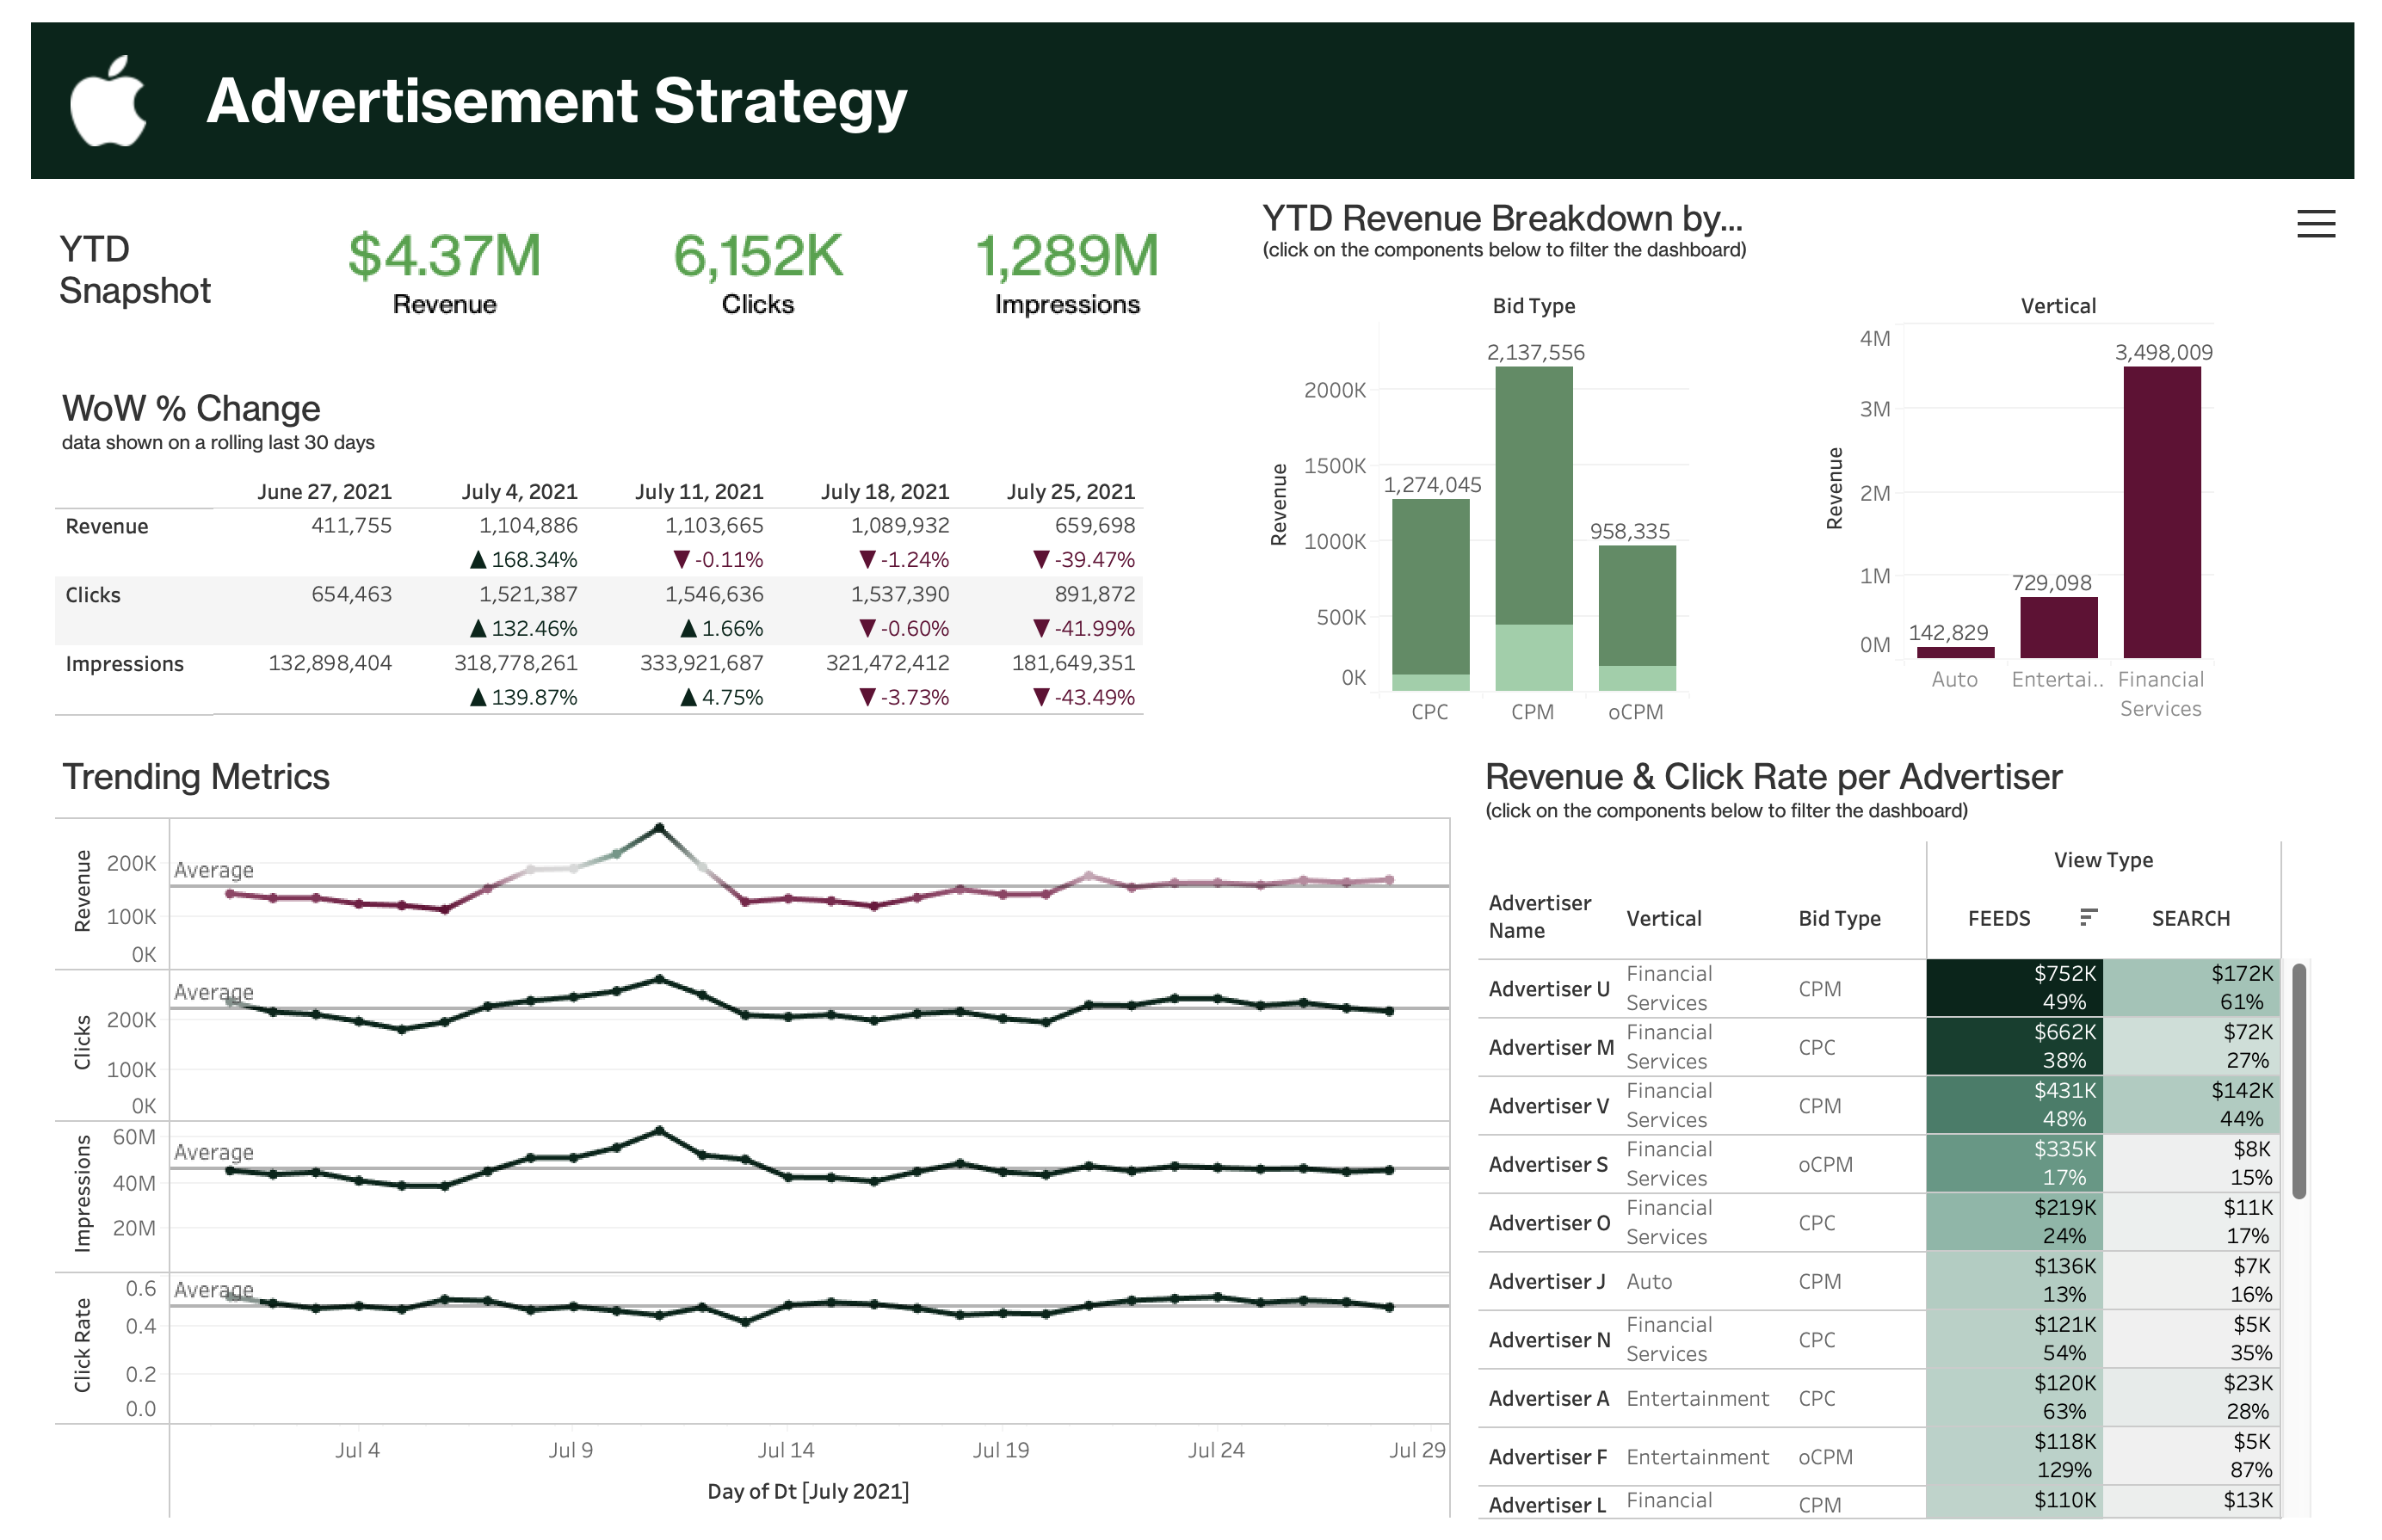 Advertisement Strategy
YTD
Snapshot
$4.37M
Revenue
6,152K
Clicks
1,289M
Impressions
WoW % Change
data shown on a rolling last 30 days
June 27, 2021 July 4, 2021 July 11, 2021 July 18, 2021 July 25, 2021
Revenue 411,755 1,104,886 1,103,665 1,089,932 659,698
▲ 168.34% ▼ -0.11% ▼ -1.24% ▼ -39.47%
Clicks 654,463 1,521,387 1,546,636 1,537,390 891,872
▲ 132.46% ▲ 1.66% ▼ -0.60% ▼ -41.99%
Impressions 132,898,404 318,778,261 333,921,687 321,472,412 181,649,351
▲ 139.87% ▲ 4.75% ▼ -3.73% ▼ -43.49%
YTD Revenue Breakdown by...
(click on the components below to filter the dashboard)
Bid Type
Revenue
2000K
1500K
1000K
500K
0K
1,274,045
2,137,556
958,335
CPC CPM oCPM
Vertical
Revenue
4M
3M
2M
1M
0M
142,829
729,098
3,498,009
Auto Entertai.. Financial
Services
Trending Metrics
Revenue
200K
100K
0K
Average
Clicks
200K
100K
0K
Average
Impressions
60M
40M
20M
Average
Click Rate
0.6
0.4
0.2
0.0
Average
Jul 4 Jul 9 Jul 14 Jul 19 Jul 24 Jul 29
Day of Dt [July 2021]
Revenue & Click Rate per Advertiser
(click on the components below to filter the dashboard)
View Type
Advertiser
Name Vertical Bid Type FEEDS SEARCH
Advertiser U Financial
Services CPM $752K $172K
49% 61%
Advertiser M Financial
Services CPC $662K $72K
38% 27%
Advertiser V Financial
Services CPM $431K $142K
48% 44%
Advertiser S Financial
Services oCPM $335K $8K
17% 15%
Advertiser O Financial
Services CPC $219K $11K
24% 17%
Advertiser J Auto CPM $136K $7K
13% 16%
Advertiser N Financial
Services CPC $121K $5K
54% 35%
Advertiser A Entertainment CPC $120K $23K
63% 28%
Advertiser F Entertainment oCPM $118K $5K
129% 87%
Advertiser L Financial CPM $110K $13K